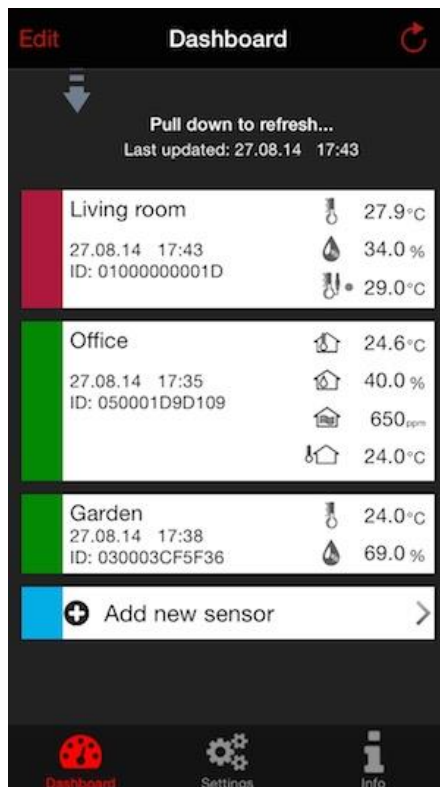 Edit Dashboard
Pull down to refresh...
Last updated: 27.08.14 17:43
Living room 27.9°C
27.08.14 17:43 34.0 %
ID: 01000000001D 29.0°C
Office 24.6°C
27.08.14 17:35 40.0 %
ID: 050001D9D109 650 ppm
24.0°C
Garden 24.0°C
27.08.14 17:38
ID: 030003CF5F36 69.0 %
Add new sensor
Dashboard Settings Info